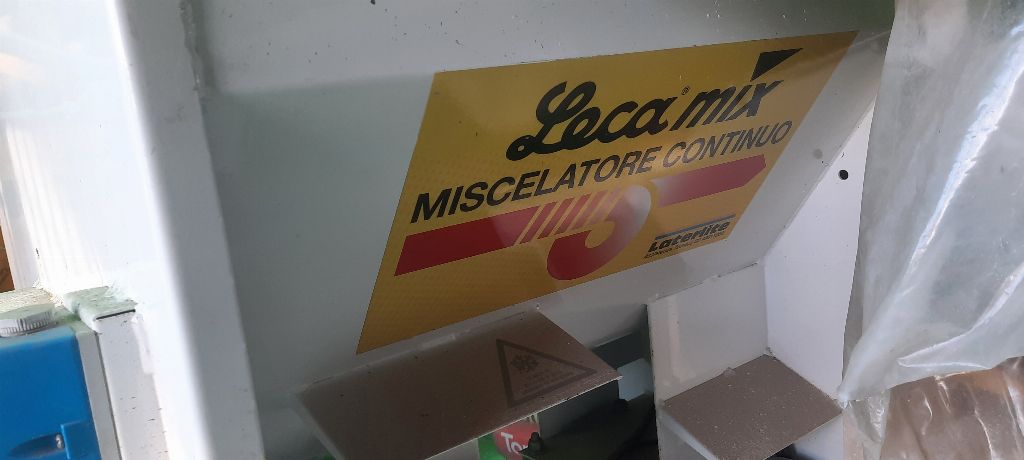 Leca® mix
MISCELATORE CONTINUO
Laterlite